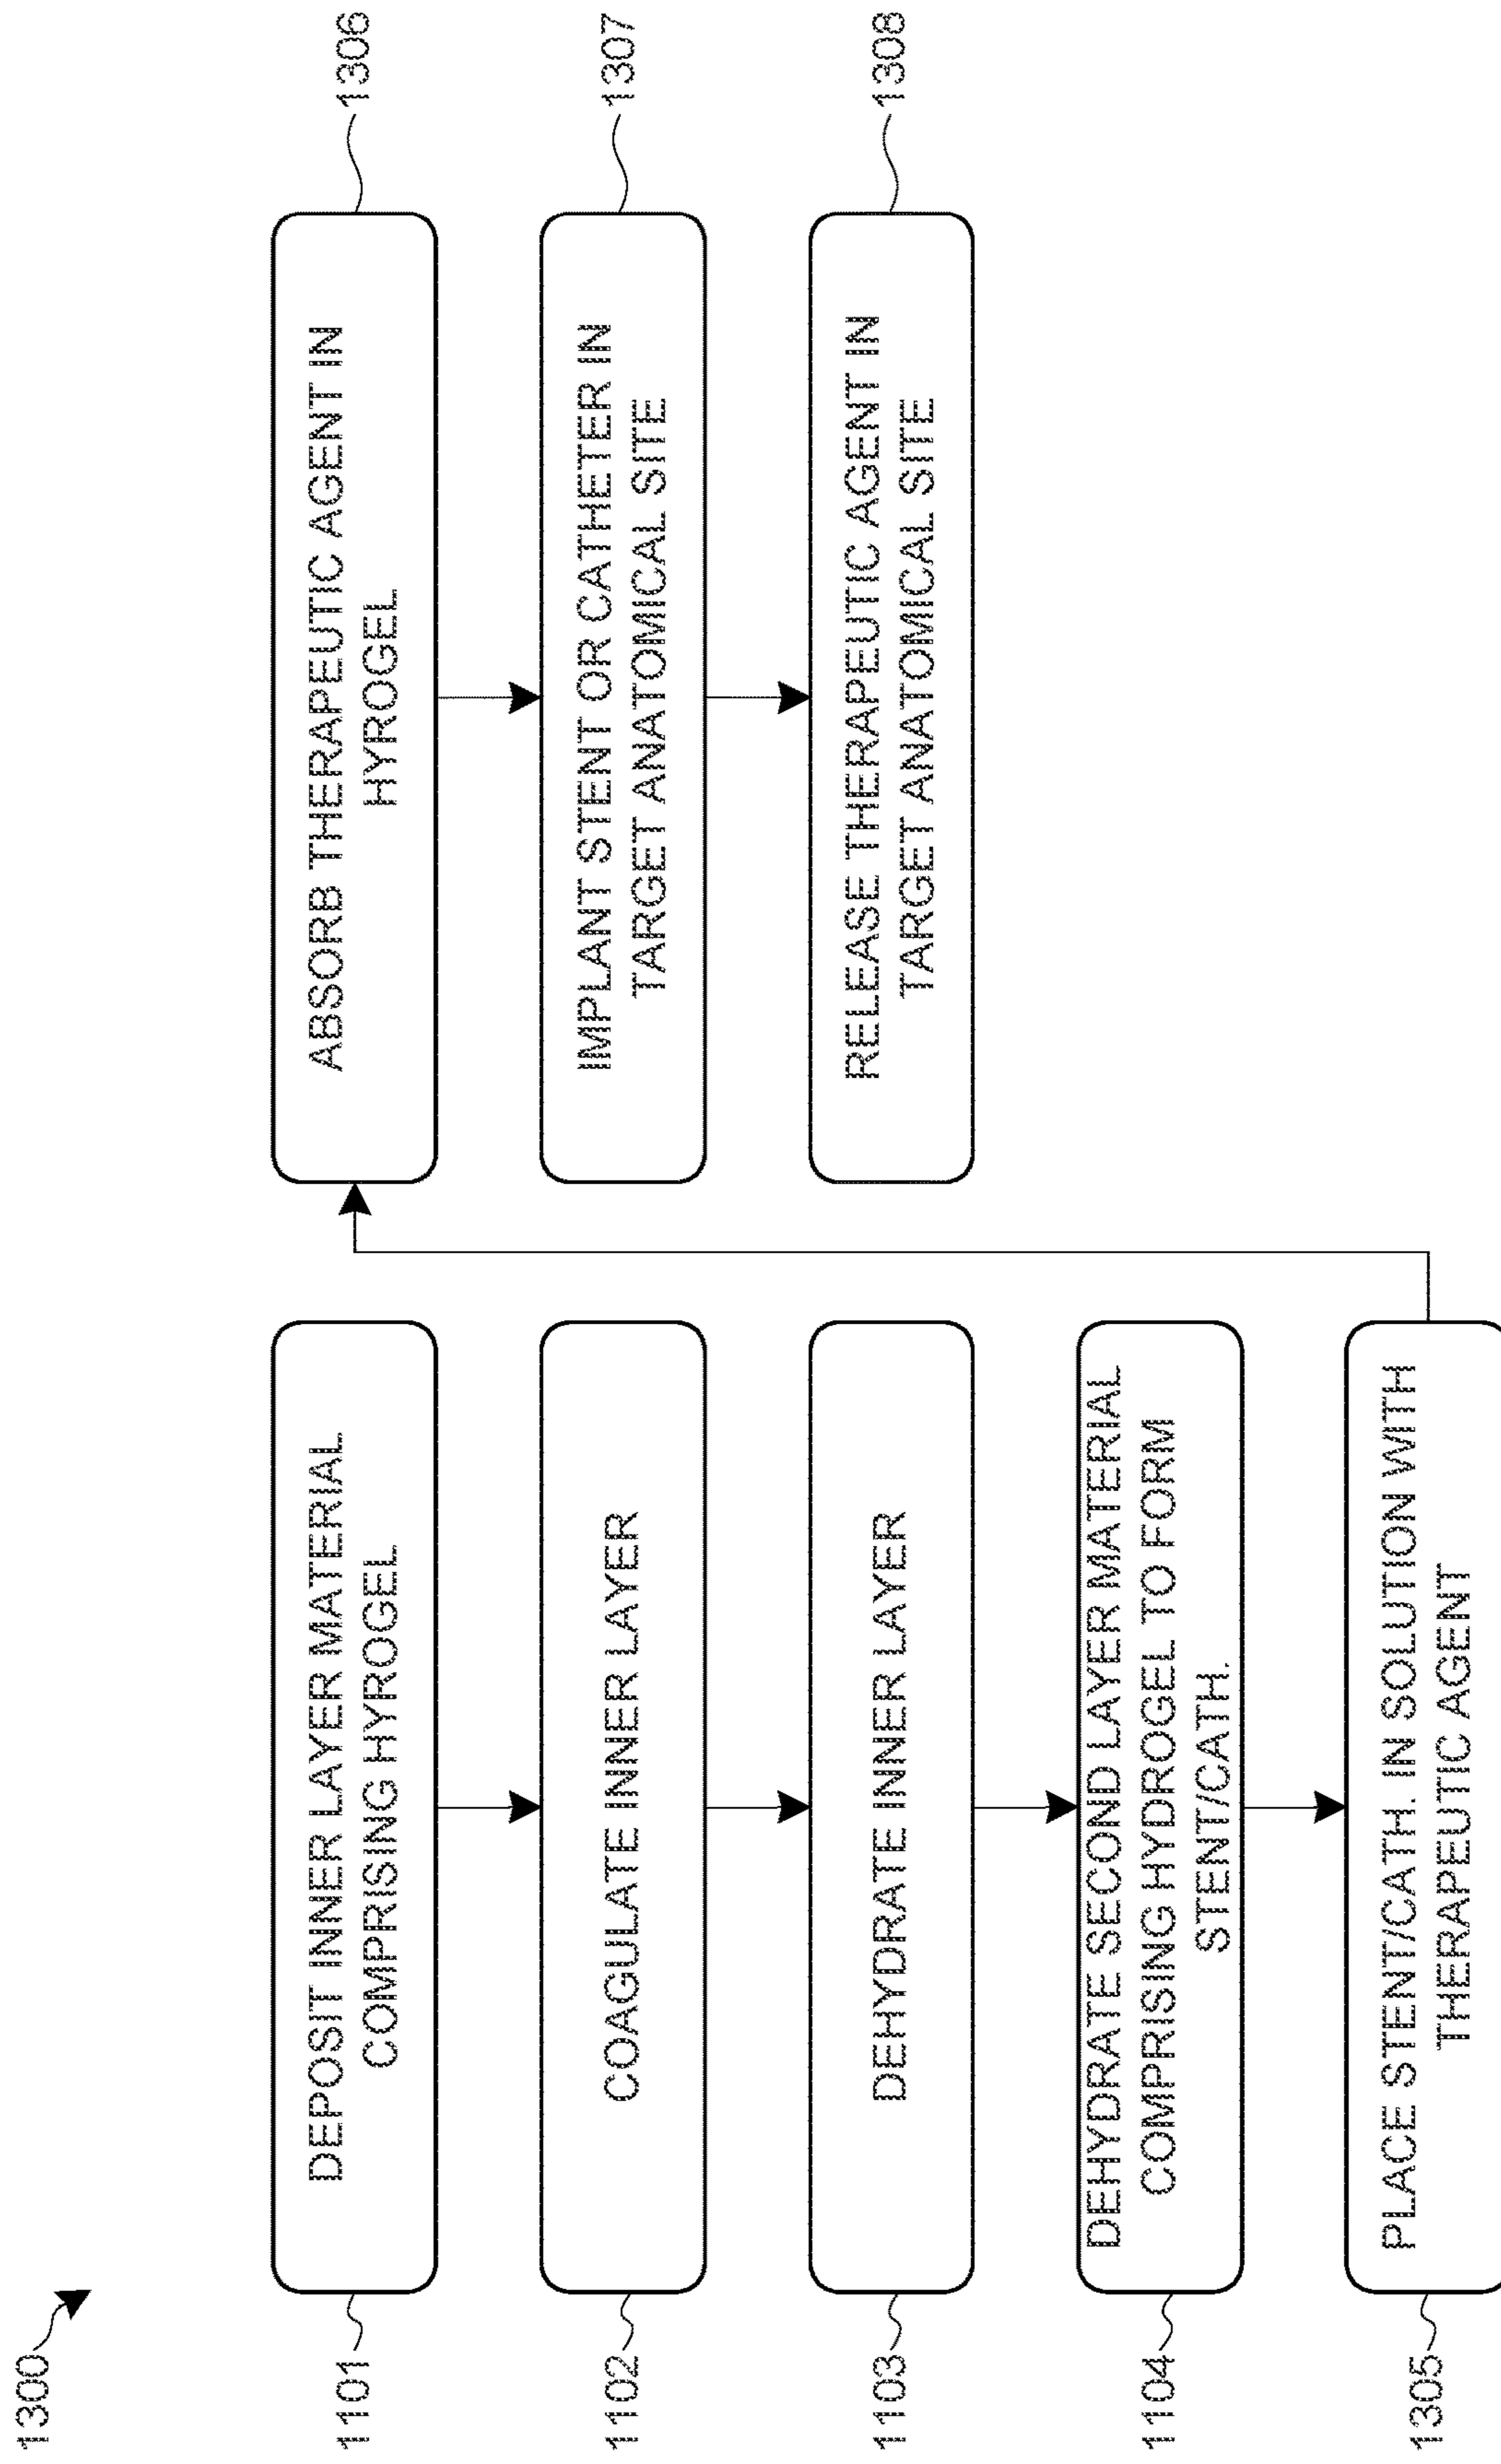 1300
1101
DEPOSIT INNER LAYER MATERIAL
COMPRISING HYROGEL
1102
COAGULATE INNER LAYER
1103
DEHYDRATE INNER LAYER
1104
DEHYDRATE SECOND LAYER MATERIAL
COMPRISING HYDROGEL TO FORM
STENT/CATH.
1305
PLACE STENT/CATH. IN SOLUTION WITH
THERAPEUTIC AGENT
ABSORB THERAPEUTIC AGENT IN
HYROGEL
1306
IMPLANT STENT OR CATHETER IN
TARGET ANATOMICAL SITE
1307
RELEASE THERAPEUTIC AGENT IN
TARGET ANATOMICAL SITE
1308